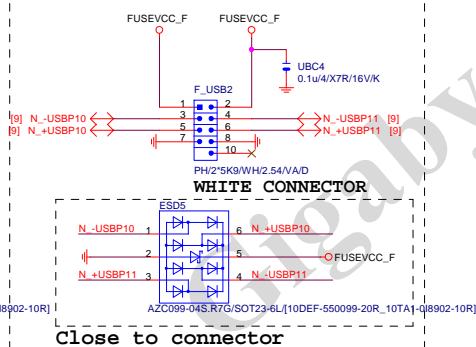 FUSEVCC_F FUSEVCC_F
UBC4
0.1u/4/X7R/16V/K
F_USB2
1 2
[9] N_-USBP10 3 4 N_-USBP11 [9]
[9] N_+USBP10 5 6 N_+USBP11 [9]
7 8
10
PH/2*5K9/WH/2.54/VA/D
WHITE CONNECTOR
ESD5
N_-USBP10 1 6 N_+USBP10
2 5 FUSEVCC_F
N_+USBP11 3 4 N_-USBP11
8902-10R] AZC099-04S.R7G/SOT23-6L/[10DEF-550099-20R_10TA1-08902-10R]
Close to connector
Gigaby